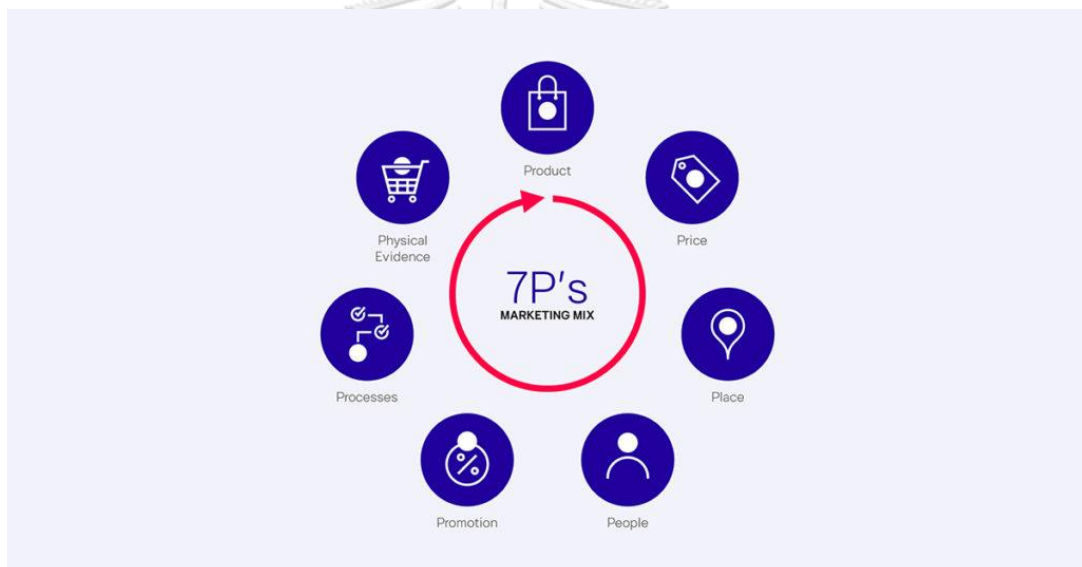 Product
Price
Place
People
Promotion
Processes
Physical
Evidence
7P's
MARKETING MIX